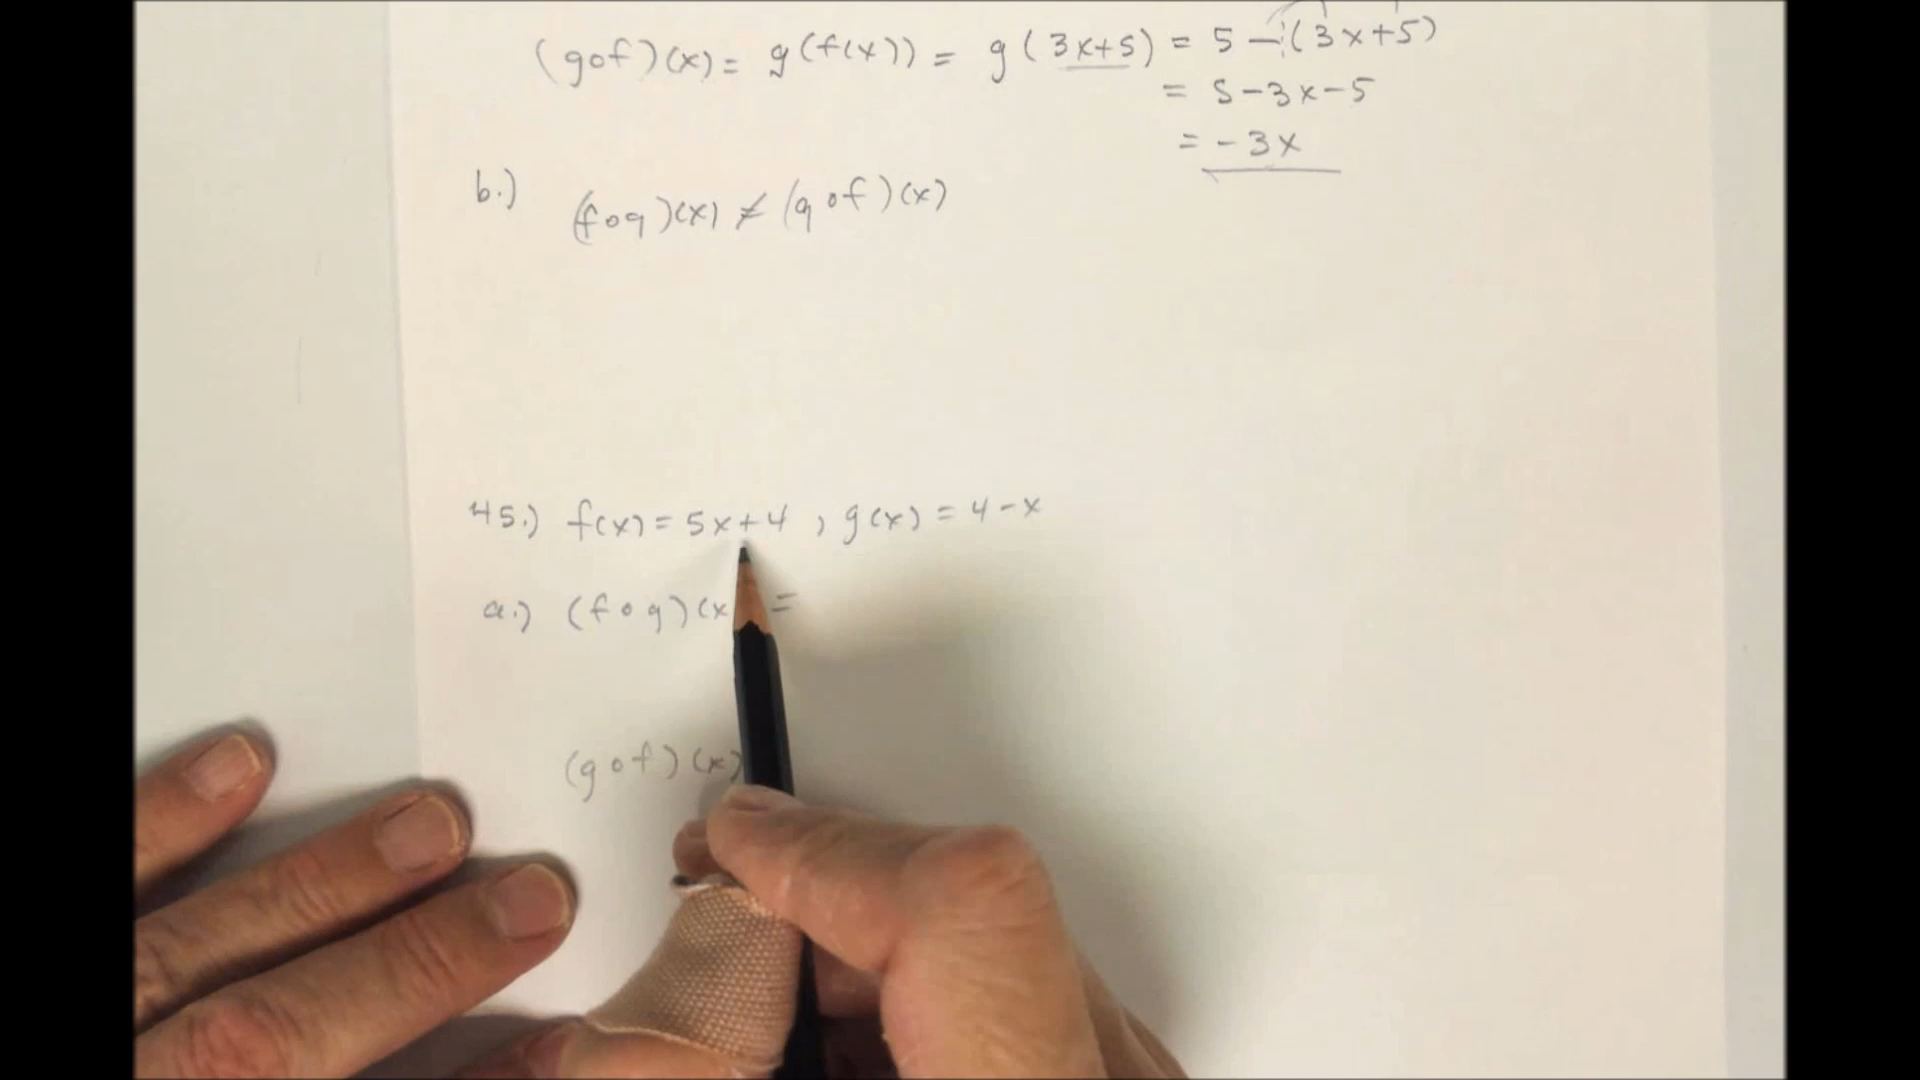 (g∘f)(x) = g(f(x)) = g(3x+5) = 5-(3x+5)
= 5-3x-5
= -3x
b.) (f∘g)(x) ≠ (g∘f)(x)
45.) f(x) = 5x+4, g(x) = 4-x
a.) (f∘g)(x =
(g∘f)(x)